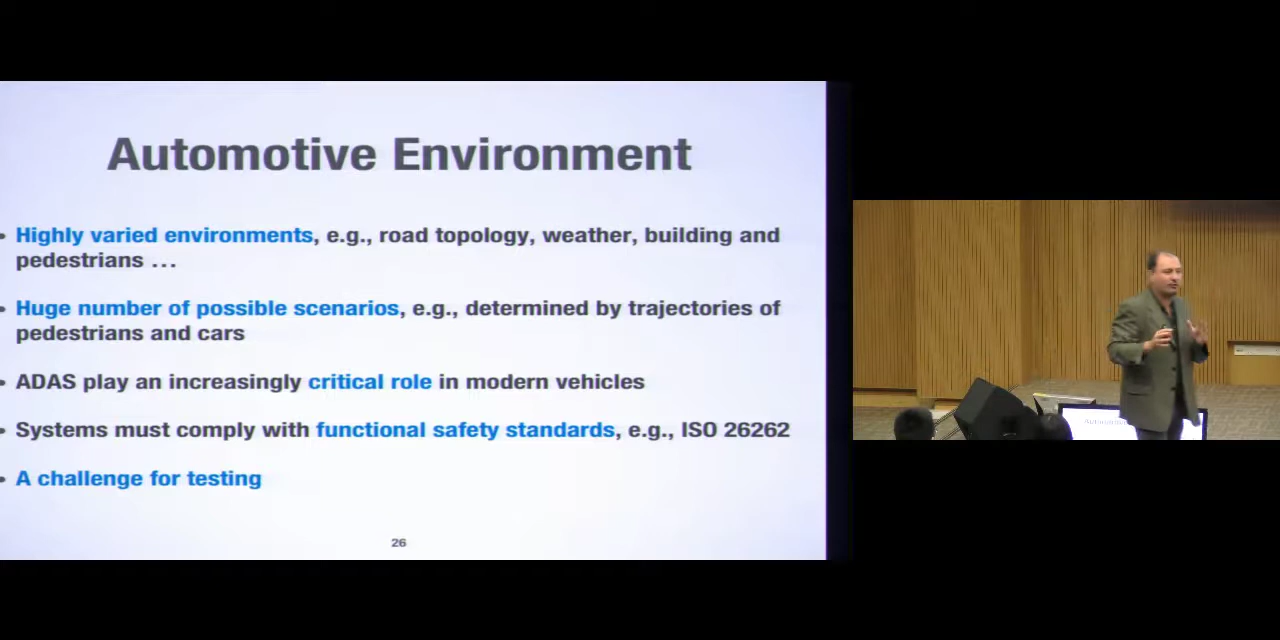 Automotive Environment
• Highly varied environments, e.g., road topology, weather, building and
pedestrians …
• Huge number of possible scenarios, e.g., determined by trajectories of
pedestrians and cars
• ADAS play an increasingly critical role in modern vehicles
• Systems must comply with functional safety standards, e.g., ISO 26262
• A challenge for testing
26